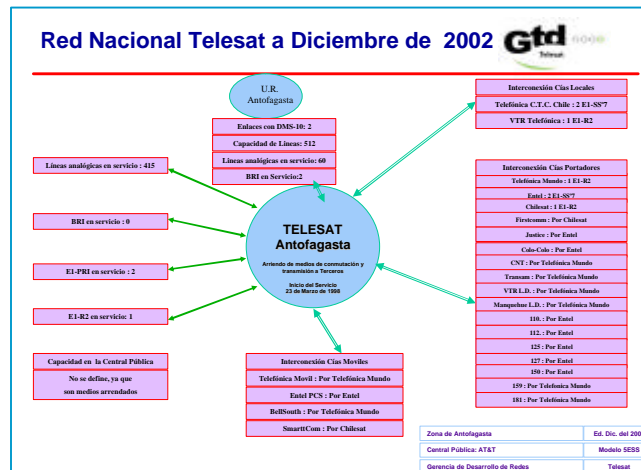 Red Nacional Telesat a Diciembre de 2002
Gtd
Telesat
U.R.
Antofagasta
Enlaces con DMS-10: 2
Capacidad de Líneas: 512
Líneas analógicas en servicio: 60
BRI en Servicio:2
Líneas analógicas en servicio : 415
BRI en servicio : 0
E1-PRI en servicio : 2
E1-R2 en servicio: 1
Capacidad en la Central Pública
No se define, ya que
son medios arrendados
TELESAT
Antofagasta
Arriendo de medios de conmutación y
transmisión a Terceros
Inicio del Servicio
23 de Marzo de 1998
Interconexión Cías Moviles
Telefónica Movil : Por Telefónica Mundo
Entel PCS : Por Entel
BellSouth : Por Telefónica Mundo
SmarttCom : Por Chilesat
Interconexión Cías Locales
Telefónica C.T.C. Chile : 2 E1-SS'7
VTR Telefónica : 1 E1-R2
Interconexión Cías Portadores
Telefónica Mundo : 1 E1-R2
Entel : 2 E1-SS'7
Chilesat : 1 E1-R2
Firstcomm : Por Chilesat
Justice : Por Entel
Colo-Colo : Por Entel
CNT : Por Telefónica Mundo
Transam : Por Telefónica Mundo
VTR L.D. : Por Telefónica Mundo
Manquehue L.D. : Por Telefónica Mundo
110. : Por Entel
112. : Por Entel
125 : Por Entel
127 : Por Entel
150 : Por Entel
159 : Por Telefónica Mundo
181 : Por Telefónica Mundo
Zona de Antofagasta Ed. Dic. del 200
Central Pública: AT&T Modelo 5ESS
Gerencia de Desarrollo de Redes Telesat